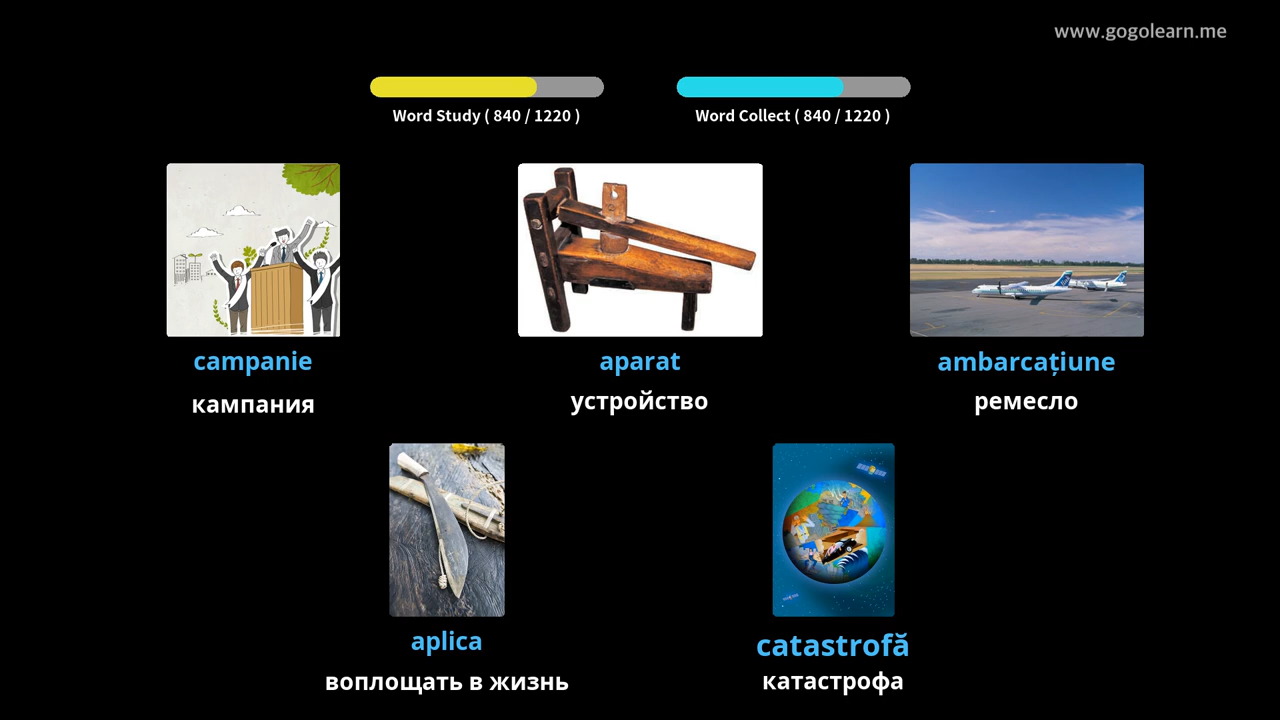 www.gogolearn.me
Word Study ( 840 / 1220 )
Word Collect ( 840 / 1220 )
campanie
кампания
aparat
устройство
ambarcațiune
ремесло
aplica
воплощать в жизнь
catastrofă
катастрофа